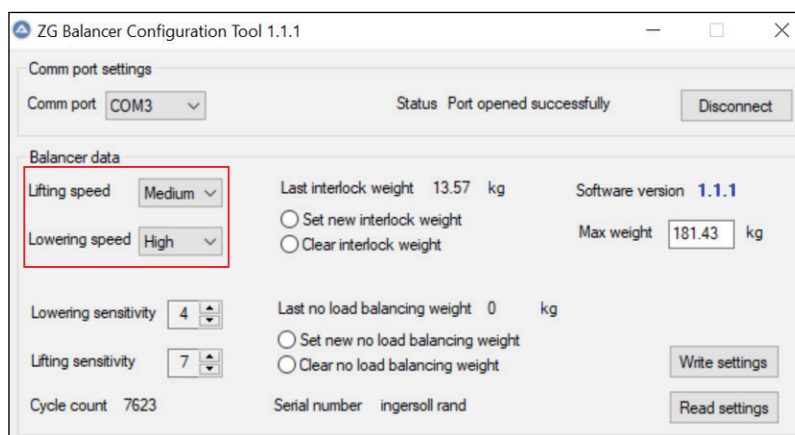 ZG Balancer Configuration Tool 1.1.1
Comm port settings
Comm port COM3 Status Port opened successfully Disconnect
Balancer data
Lifting speed Medium Last interlock weight 13.57 kg Software version 1.1.1
Set new interlock weight
Lowering speed High Clear interlock weight Max weight 181.43 kg
Lowering sensitivity 4 Last no load balancing weight 0 kg
Set new no load balancing weight
Lifting sensitivity 7 Clear no load balancing weight Write settings
Cycle count 7623 Serial number ingersoll rand Read settings